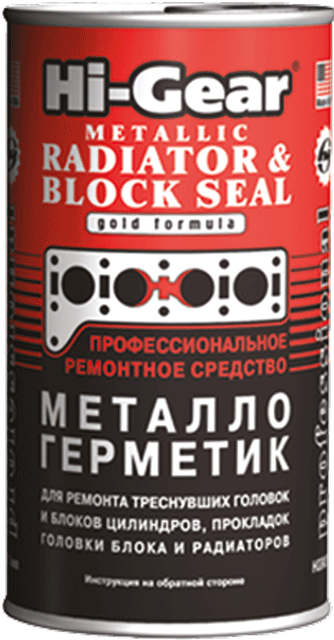 Hi-Gear®
METALLIC
RADIATOR &
BLOCK SEAL
gold formula
ПРОФЕССИОНАЛЬНОЕ
РЕМОНТНОЕ СРЕДСТВО
МЕТАЛЛО
ГЕРМЕТИК
ДЛЯ РЕМОНТА ТРЕСНУВШИХ ГОЛОВОК
И БЛОКОВ ЦИЛИНДРОВ, ПРОКЛАДОК
ГОЛОВКИ БЛОКА И РАДИАТОРОВ
Инструкция на обратной стороне
professional